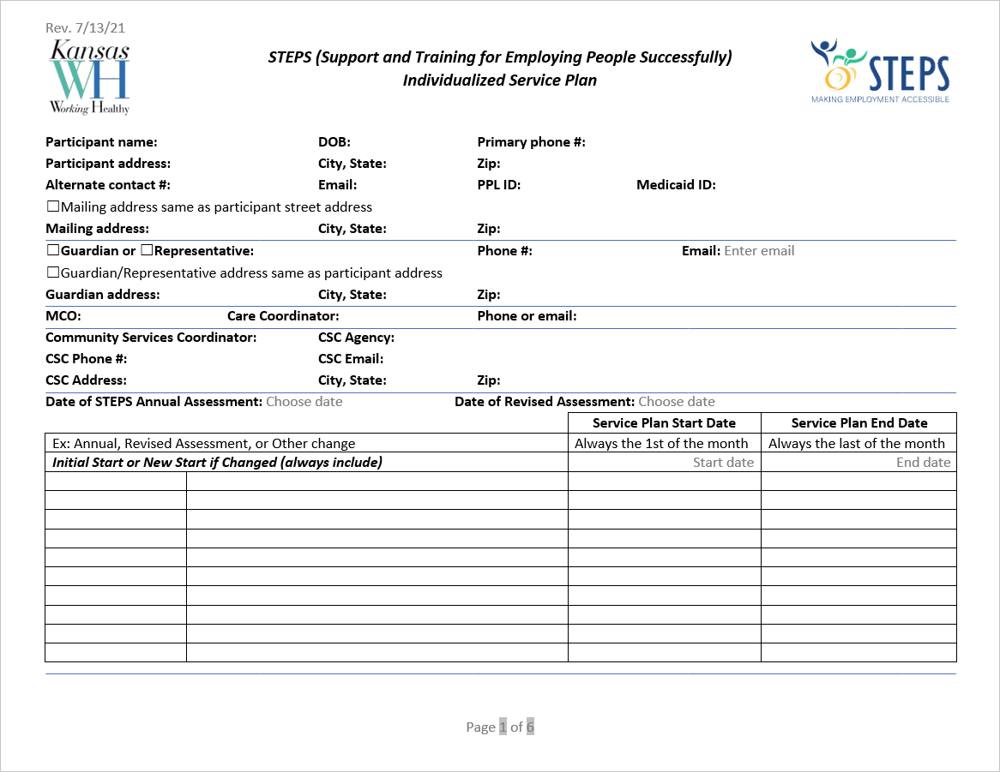 Rev. 7/13/21
Kansas
WH
Working Healthy
STEPS (Support and Training for Employing People Successfully)
Individualized Service Plan
STEPS
MAKING EMPLOYMENT ACCESSIBLE
Participant name: DOB: Primary phone #:
Participant address: City, State: Zip:
Alternate contact #: Email: PPL ID: Medicaid ID:
☐Mailing address same as participant street address
Mailing address: City, State: Zip:
☐Guardian or ☐Representative: Phone #: Email: Enter email
☐Guardian/Representative address same as participant address
Guardian address: City, State: Zip:
MCO: Care Coordinator: Phone or email:
Community Services Coordinator: CSC Agency:
CSC Phone #: CSC Email:
CSC Address: City, State: Zip:
Date of STEPS Annual Assessment: Choose date Date of Revised Assessment: Choose date
Service Plan Start Date Service Plan End Date
Ex: Annual, Revised Assessment, or Other change Always the 1st of the month Always the last of the month
Initial Start or New Start if Changed (always include) Start date End date
Page 1 of 6